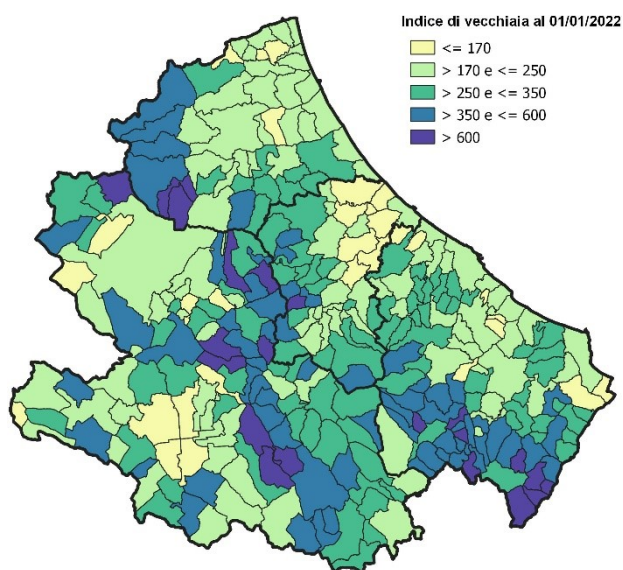 Indice di vecchiaia al 01/01/2022
<= 170
> 170 e <= 250
> 250 e <= 350
> 350 e <= 600
> 600